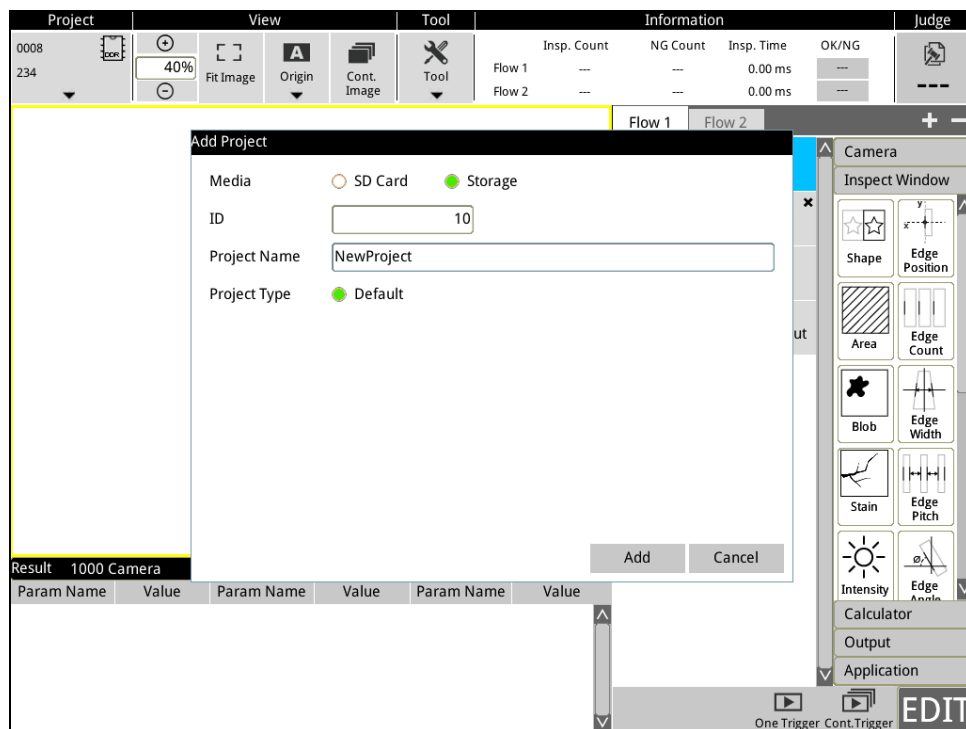 Project View Tool Information Judge
0008 Insp. Count NG Count Insp. Time OK/NG
DDR
234 40% Fit Image A Origin Cont. Image Tool
Flow 1 --- --- 0.00 ms ---
Flow 2 --- --- 0.00 ms --- ---
Flow 1 Flow 2 + −
Add Project
Camera
Media SD Card Storage
Inspect Window
ID 10
Project Name NewProject
Project Type Default
x y
Shape Edge Position
ut
Area Edge Count
Blob Edge Width
Stain Edge Pitch
Add Cancel
Result 1000 Camera
Intensity Edge Angle
Param Name Value Param Name Value Param Name Value
Calculator
Output
Application
One Trigger Cont.Trigger EDIT